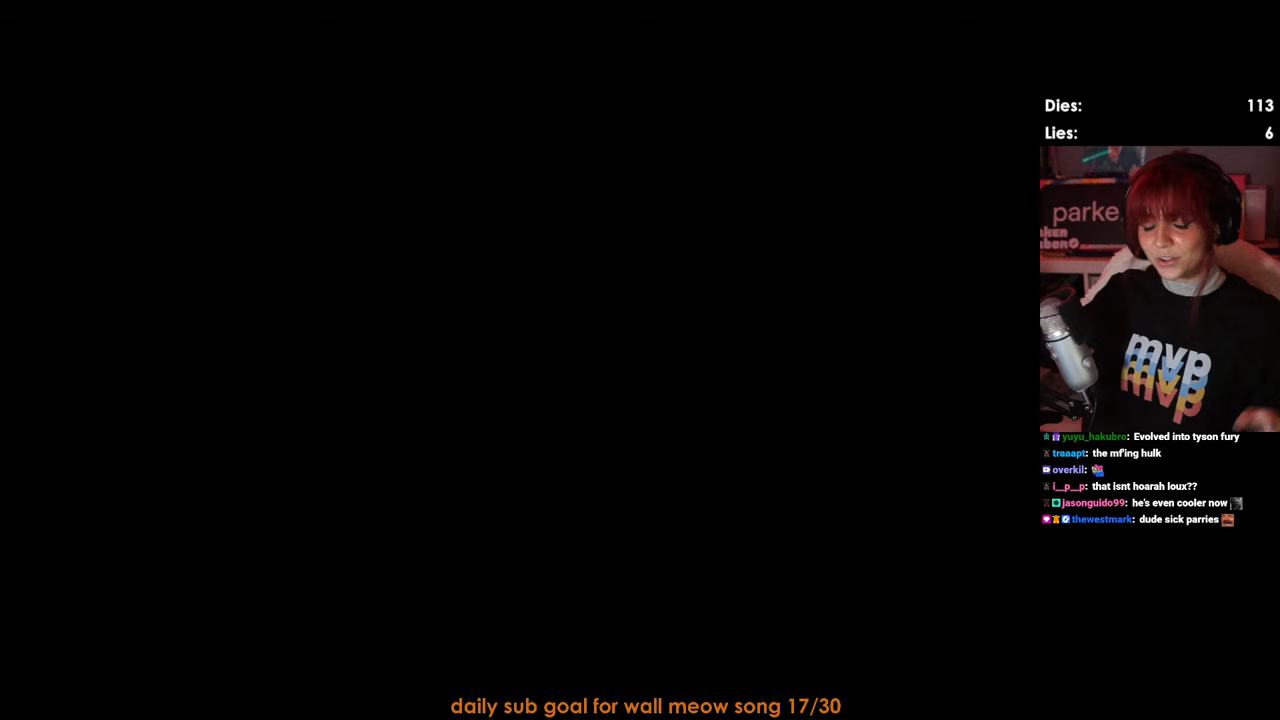 Dies: 113
Lies: 6
parke
mvp
mvp
yuyu_hakubro: Evolved into tyson fury
traaapt: the mf'ing hulk
overkil:
i__p__p: that isnt hoarah loux??
jasonguido99: he's even cooler now
thewestmark: dude sick parries
daily sub goal for wall meow song 17/30